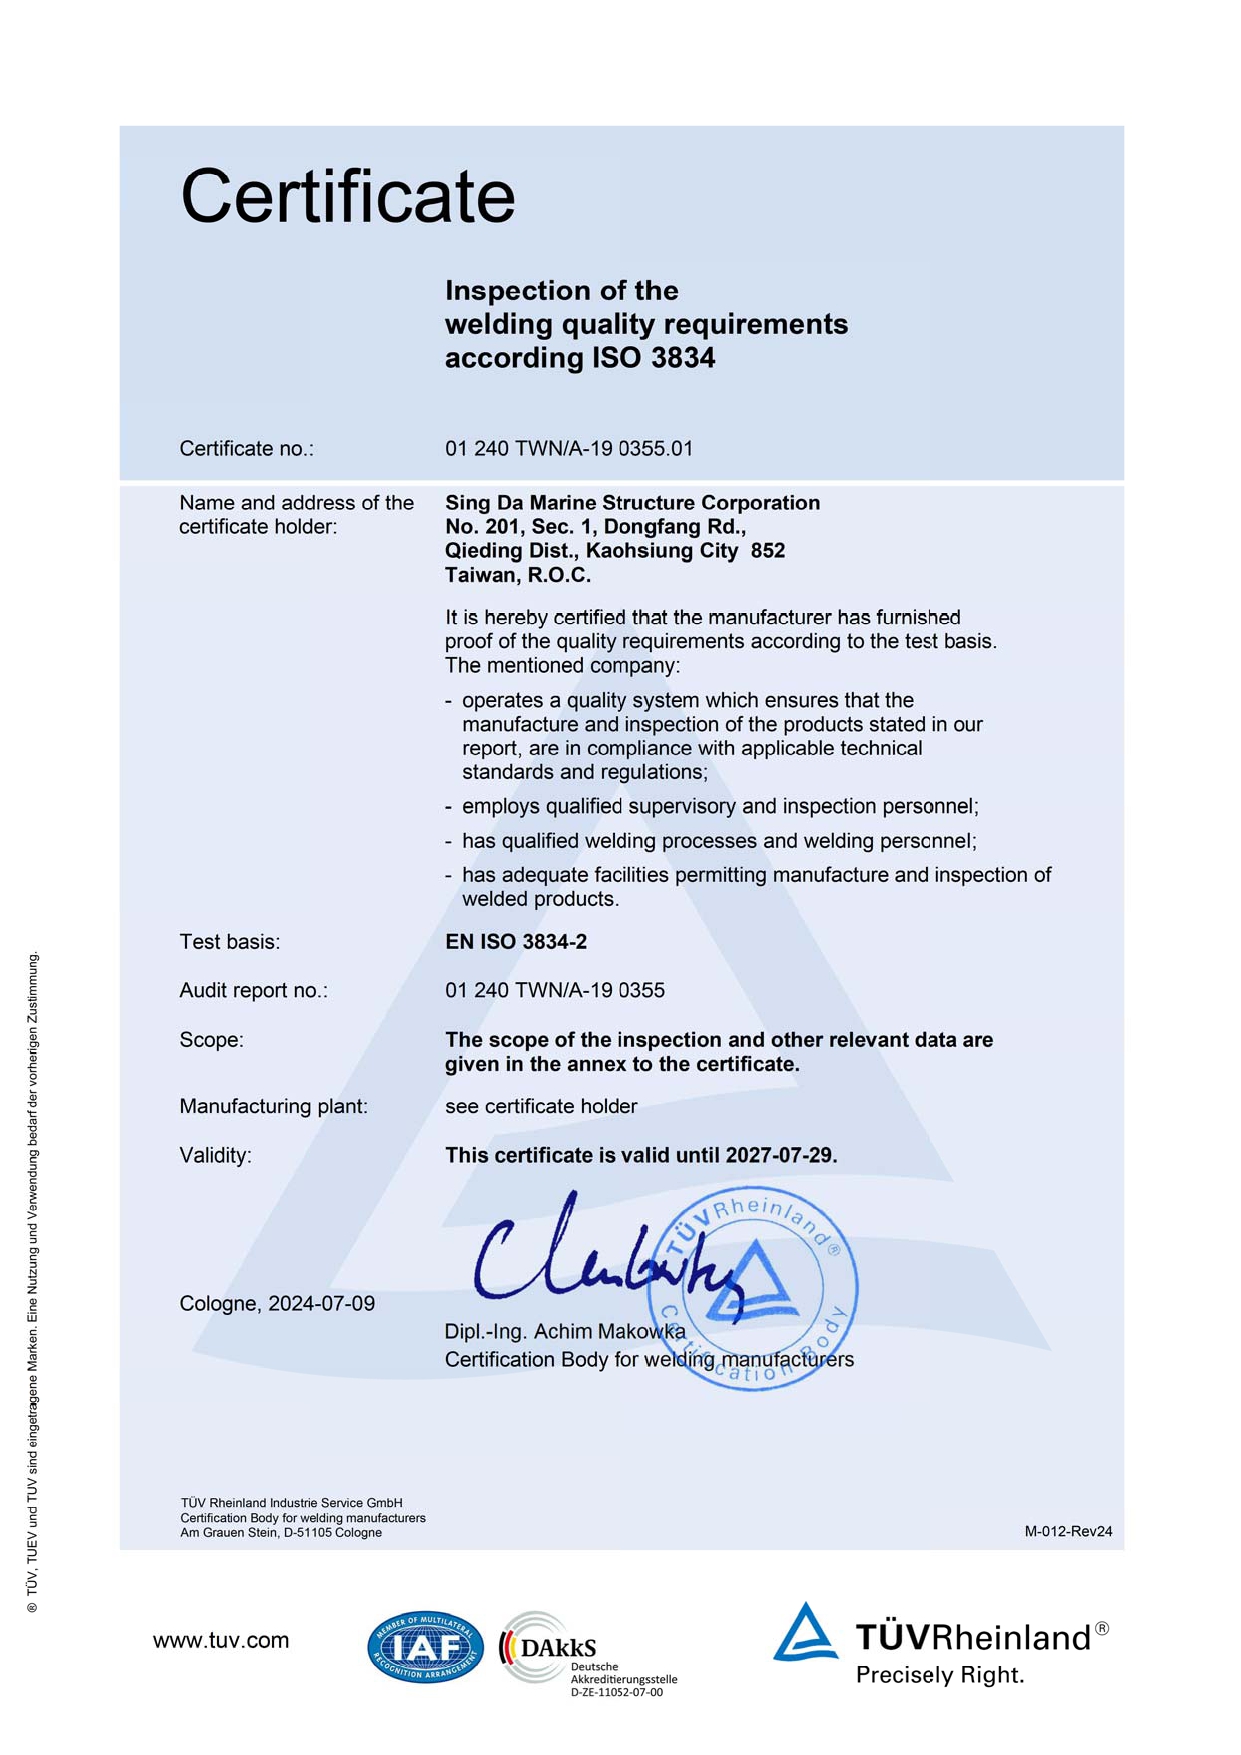 Certificate
Inspection of the
welding quality requirements
according ISO 3834
Certificate no.: 01 240 TWN/A-19 0355.01
Name and address of the Sing Da Marine Structure Corporation
certificate holder: No. 201, Sec. 1, Dongfang Rd.,
Qieding Dist., Kaohsiung City 852
Taiwan, R.O.C.
It is hereby certified that the manufacturer has furnished
proof of the quality requirements according to the test basis.
The mentioned company:
- operates a quality system which ensures that the
manufacture and inspection of the products stated in our
report, are in compliance with applicable technical
standards and regulations;
- employs qualified supervisory and inspection personnel;
- has qualified welding processes and welding personnel;
- has adequate facilities permitting manufacture and inspection of
welded products.
Test basis: EN ISO 3834-2
Audit report no.: 01 240 TWN/A-19 0355
Scope: The scope of the inspection and other relevant data are
given in the annex to the certificate.
Manufacturing plant: see certificate holder
Validity: This certificate is valid until 2027-07-29.
TÜVRheinland®
Certification Body
Cologne, 2024-07-09
Dipl.-Ing. Achim Makowka
Certification Body for welding manufacturers
TÜV Rheinland Industrie Service GmbH
Certification Body for welding manufacturers
Am Grauen Stein, D-51105 Cologne
M-012-Rev24
® TÜV, TUEV und TUV sind eingetragene Marken. Eine Nutzung und Verwendung bedarf der vorherigen Zustimmung.
www.tuv.com
MEMBER OF MULTILATERAL
IAF
RECOGNITION ARRANGEMENT
DAkkS
Deutsche
Akkreditierungsstelle
D-ZE-11052-07-00
TÜVRheinland®
Precisely Right.